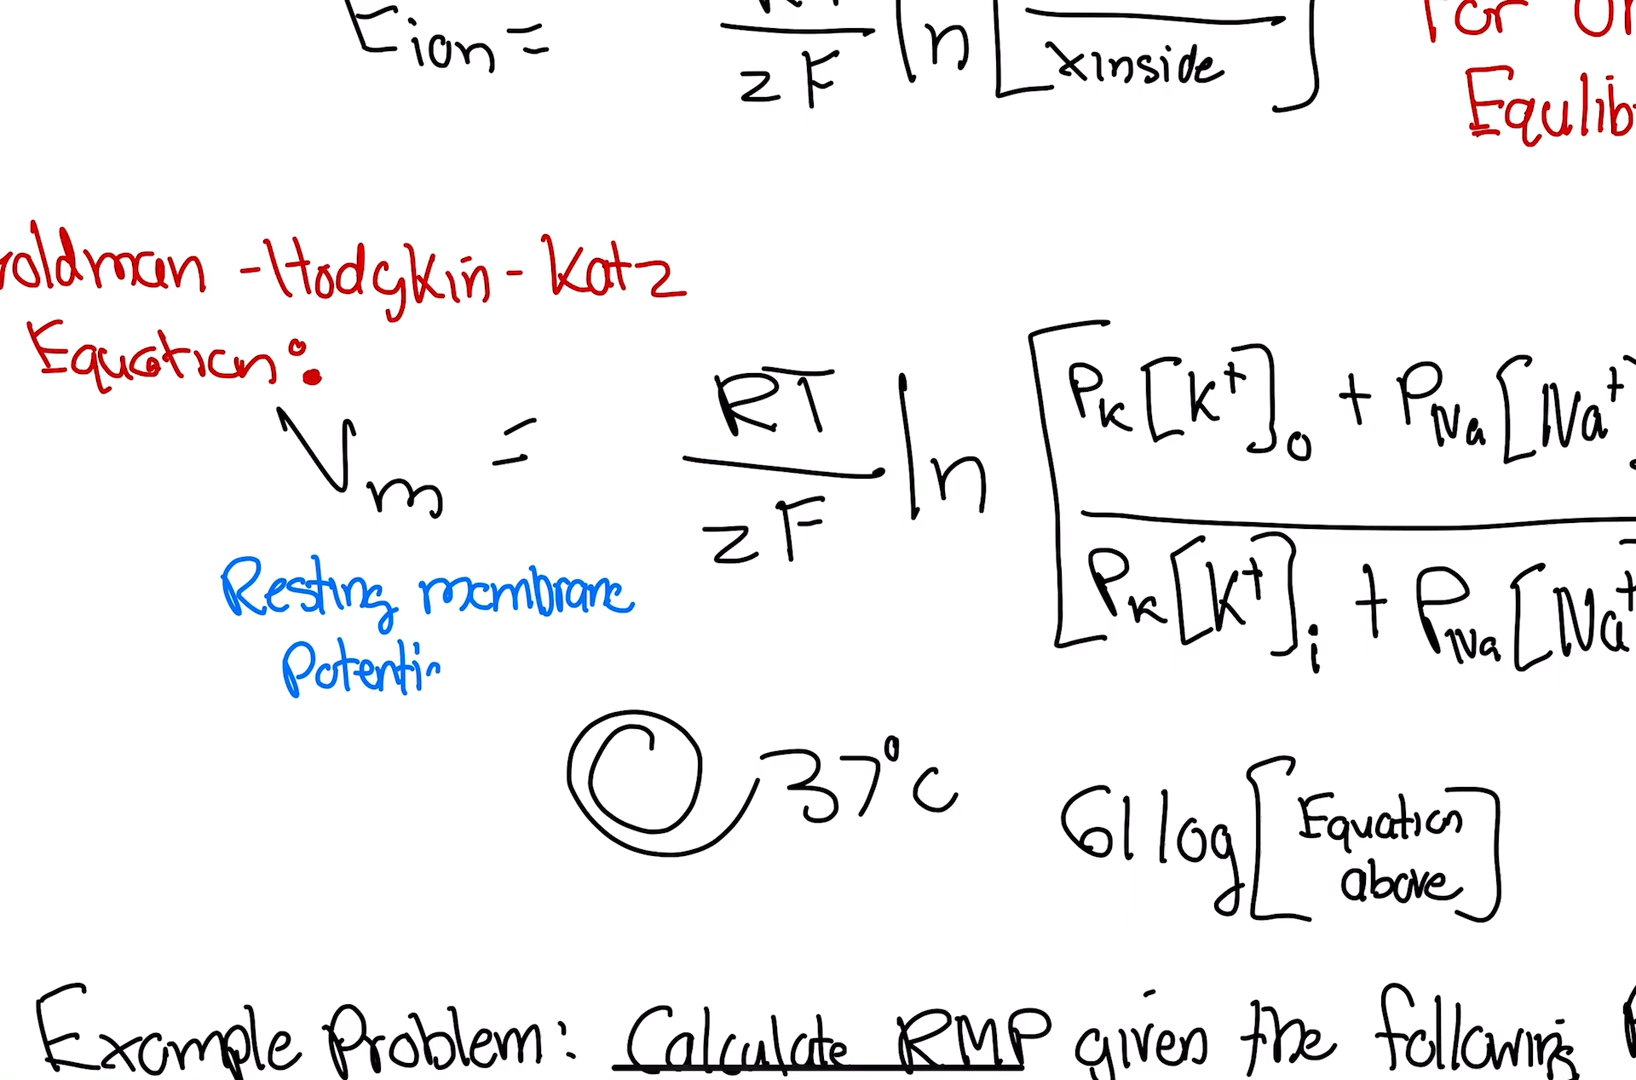 Eion = RT/zF ln [ /xinside]
For
Equlib
oldman - Hodgkin - Katz
Equation:
Vm = RT/zF ln [PK[K+]o + PNa[Na+] / PK[K+]i + PNa[Na+
Resting membrane
Potenti
@ 37°C 61 log [Equation above]
Example Problem: Calculate RMP given the following